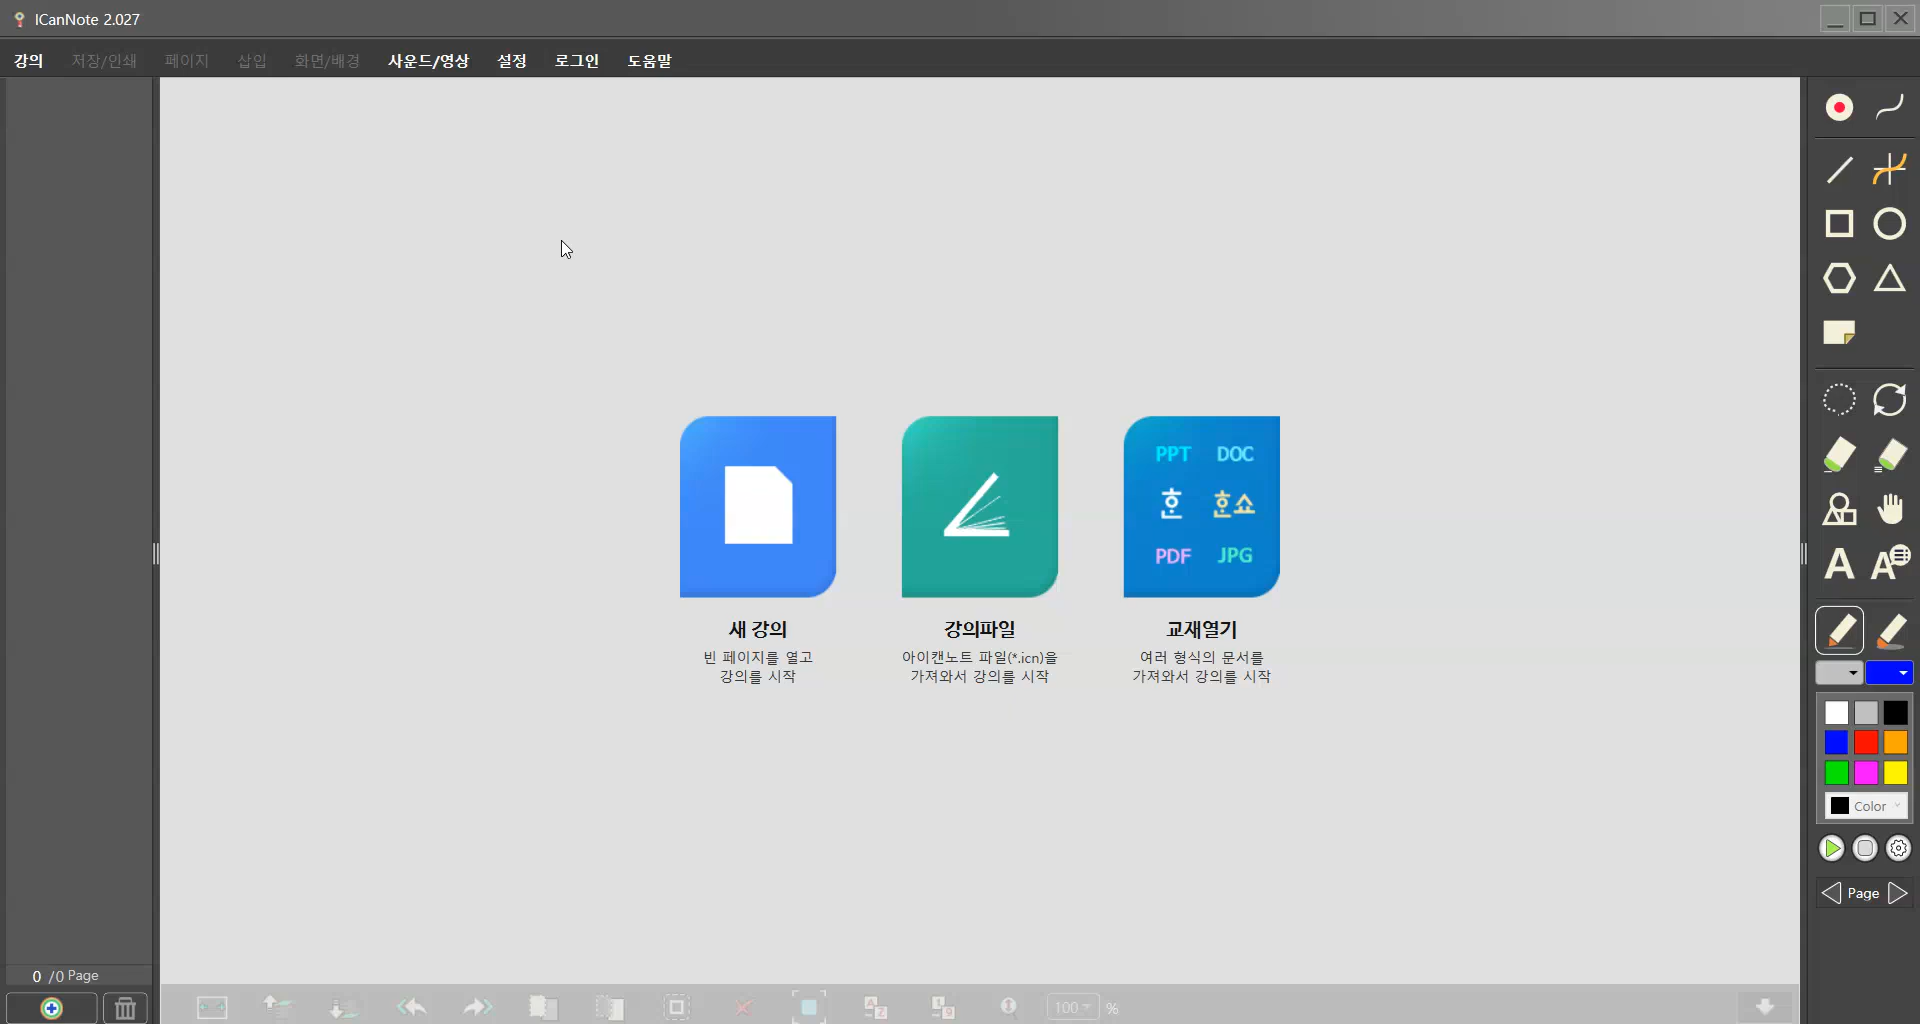 ICanNote 2.027
강의 저장/인쇄 페이지 삽입 화면/배경 사운드/영상 설정 로그인 도움말
PPT DOC
한 한쇼
PDF JPG
새 강의
빈 페이지를 열고
강의를 시작
강의파일
아이캔노트 파일(*.icn)을
가져와서 강의를 시작
교재열기
여러 형식의 문서를
가져와서 강의를 시작
A A
Color
Page
0 /0 Page
A Z
1 9
100 %